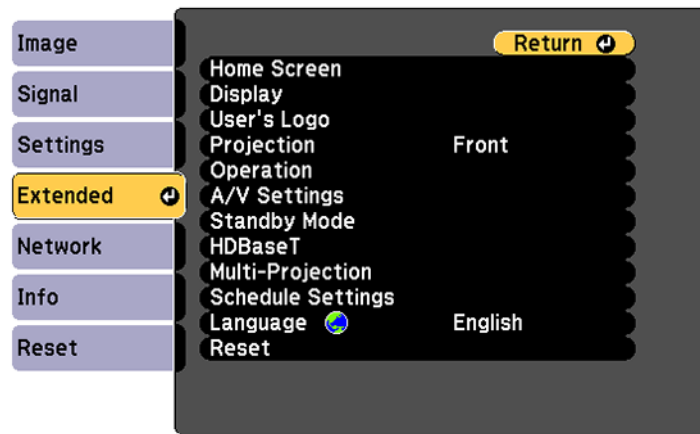 Image
Signal
Settings
Extended
Network
Info
Reset
Return
Home Screen
Display
User's Logo
Projection Front
Operation
A/V Settings
Standby Mode
HDBaseT
Multi-Projection
Schedule Settings
Language English
Reset